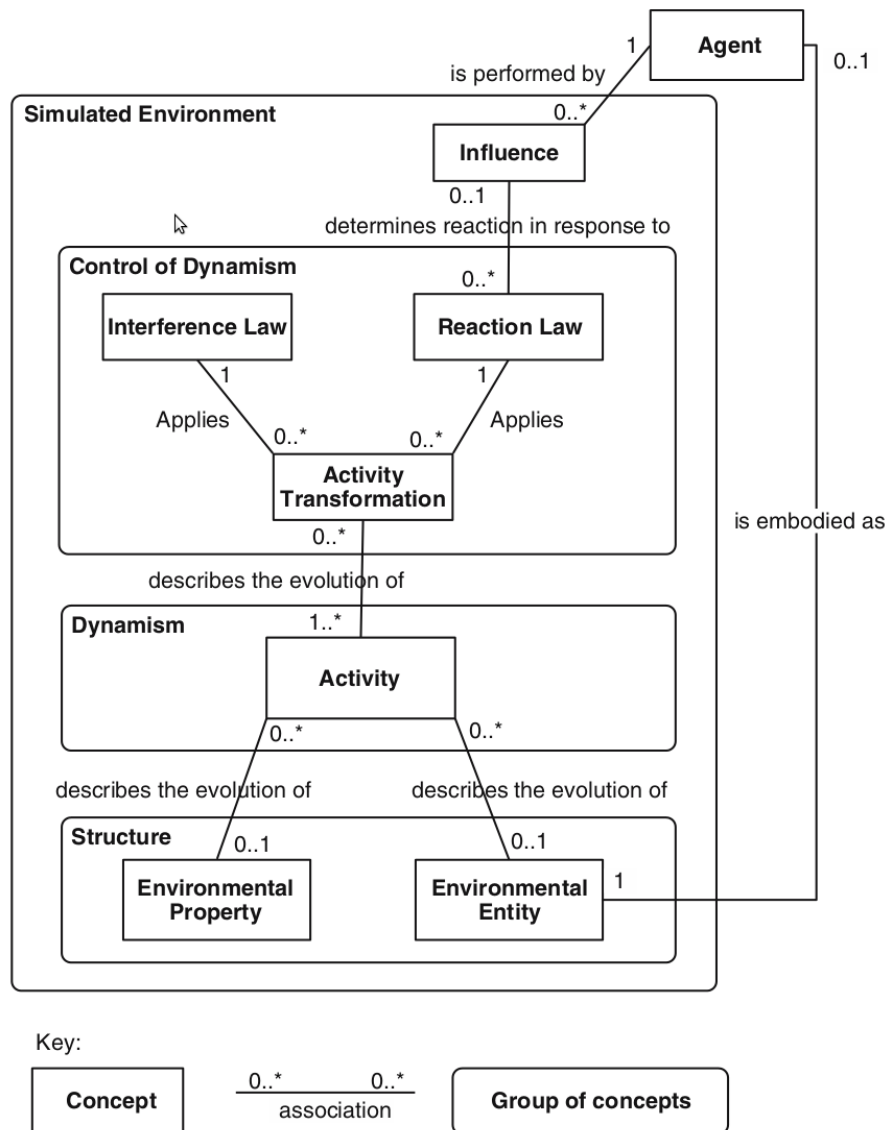 Agent
1
0..1
is performed by
Simulated Environment
0..*
Influence
0..1
determines reaction in response to
Control of Dynamism
0..*
Interference Law
Reaction Law
1
1
Applies
Applies
0..*
0..*
Activity
Transformation
0..*
is embodied as
describes the evolution of
Dynamism
1..*
Activity
0..*
0..*
describes the evolution of
describes the evolution of
Structure
0..1
0..1
Environmental
Property
Environmental
Entity
1
Key:
Concept
0..*
0..*
association
Group of concepts